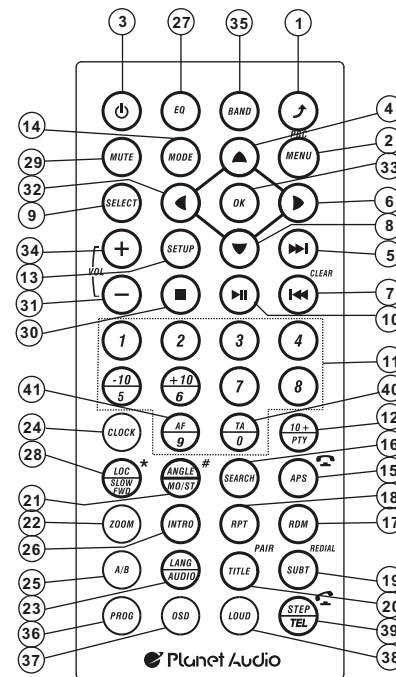 3 27 35 1
EQ BAND
14 4
PBC
29 MUTE MODE MENU 2
32 33
9 SELECT OK 6
8
34 + SETUP 5
13 VOL CLEAR
31 − 7
30 10
1 2 3 4
11
-10 +10
5 6 7 8
41 40
24 CLOCK AF TA 10+ 12
9 0 PTY
28 16
LOC * ANGLE # SEARCH APS 15
SLOW MO/ST
FWD
21 18
22 ZOOM INTRO RPT RDM 17
26 PAIR REDIAL
25 A/B LANG TITLE SUBT 19
AUDIO
23 20
36 PROG OSD LOUD STEP 39
TEL
37 38
Planet Audio